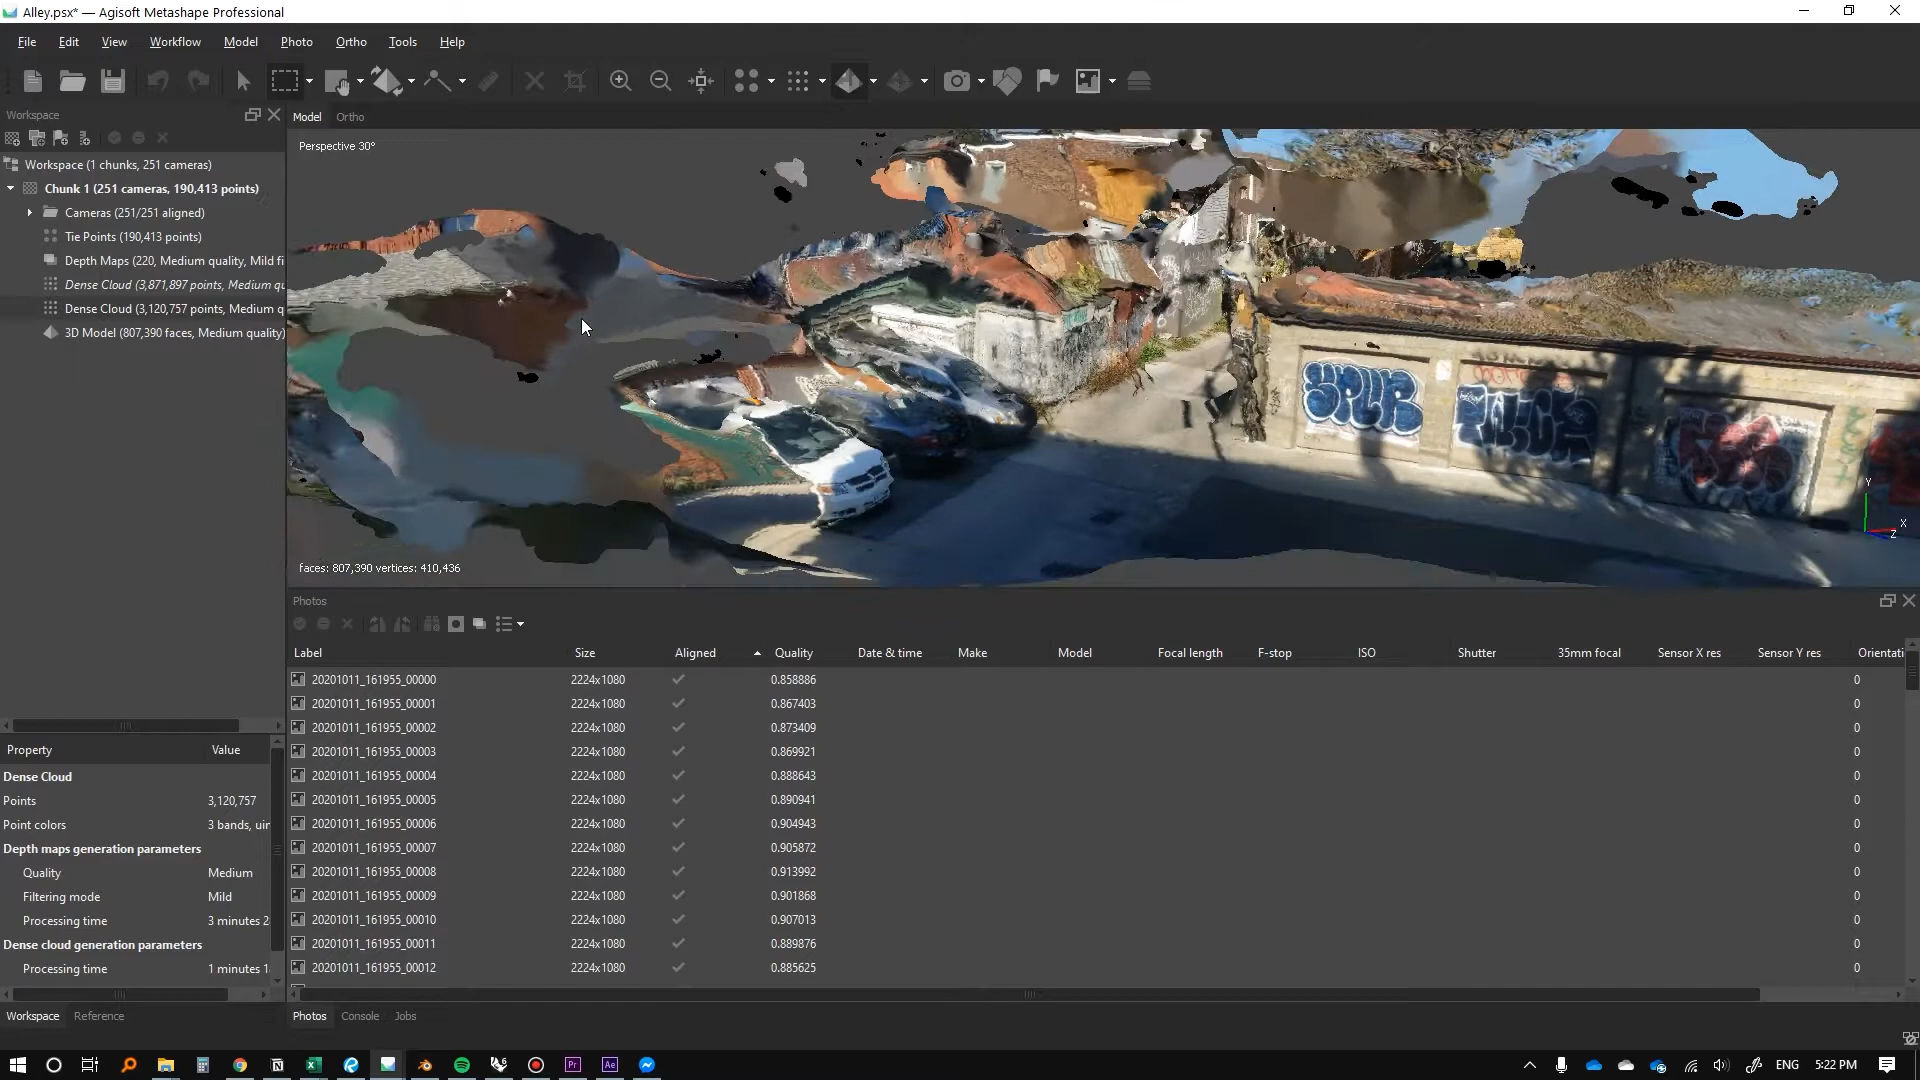 Alley.psx* — Agisoft Metashape Professional
File Edit View Workflow Model Photo Ortho Tools Help
Workspace
Model Ortho
Perspective 30°
Workspace (1 chunks, 251 cameras)
Chunk 1 (251 cameras, 190,413 points)
Cameras (251/251 aligned)
Tie Points (190,413 points)
Depth Maps (220, Medium quality, Mild fi
Dense Cloud (3,871,897 points, Medium qu
Dense Cloud (3,120,757 points, Medium q
3D Model (807,390 faces, Medium quality)
SPUR
Y
X
Z
faces: 807,390 vertices: 410,436
Photos
Label Size Aligned Quality Date & time Make Model Focal length F-stop ISO Shutter 35mm focal Sensor X res Sensor Y res Orientati
20201011_161955_00000 2224x1080 0.858886 0
20201011_161955_00001 2224x1080 0.867403 0
20201011_161955_00002 2224x1080 0.873409 0
20201011_161955_00003 2224x1080 0.869921 0
20201011_161955_00004 2224x1080 0.888643 0
20201011_161955_00005 2224x1080 0.890941 0
20201011_161955_00006 2224x1080 0.904943 0
20201011_161955_00007 2224x1080 0.905872 0
20201011_161955_00008 2224x1080 0.913992 0
20201011_161955_00009 2224x1080 0.901868 0
20201011_161955_00010 2224x1080 0.907013 0
20201011_161955_00011 2224x1080 0.889876 0
20201011_161955_00012 2224x1080 0.885625 0
Property Value
Dense Cloud
Points 3,120,757
Point colors 3 bands, uin
Depth maps generation parameters
Quality Medium
Filtering mode Mild
Processing time 3 minutes 2
Dense cloud generation parameters
Processing time 1 minutes 1
Workspace Reference
Photos Console Jobs
Pr Ae
ENG 5:22 PM